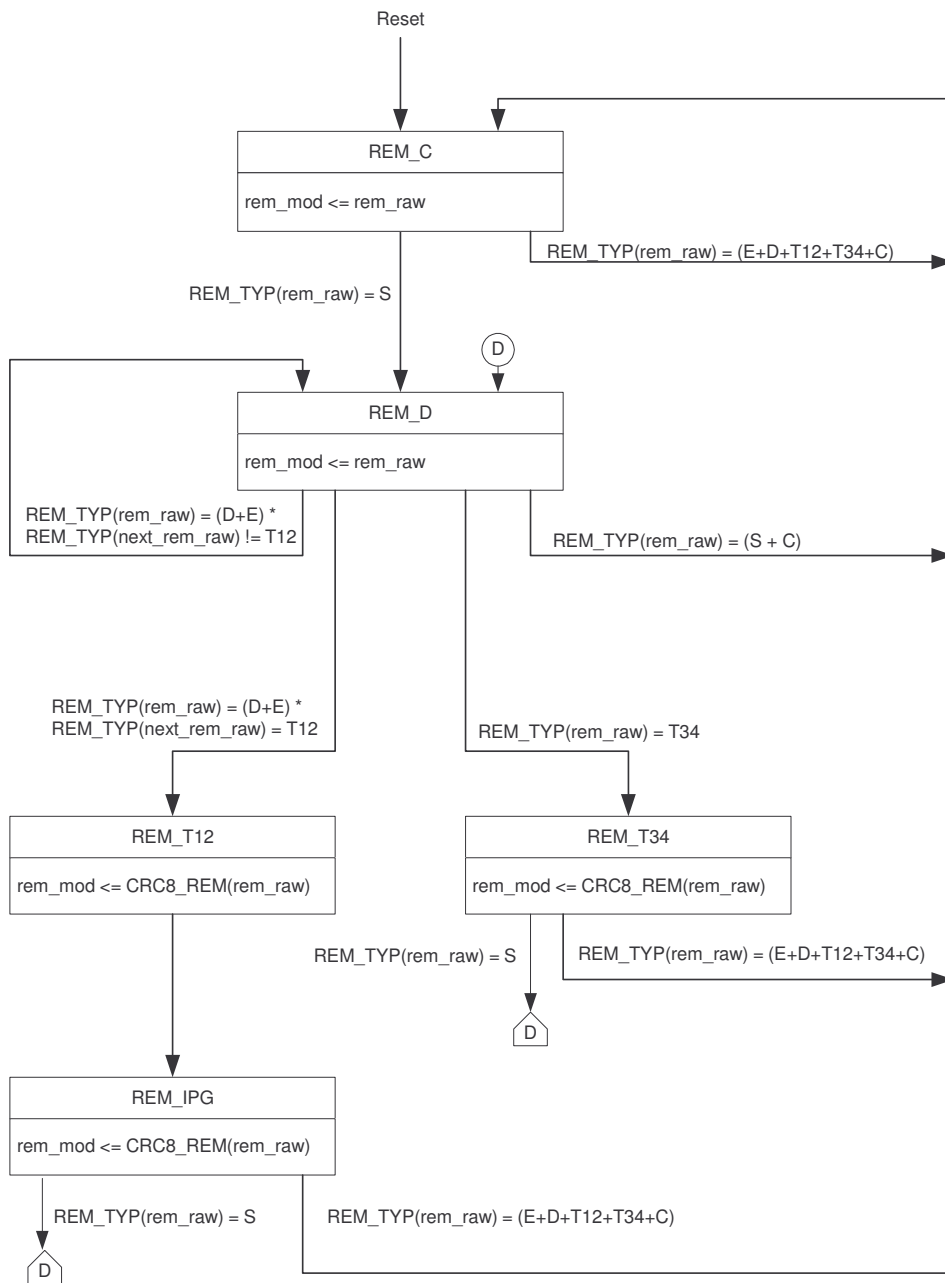 Reset
REM_C
rem_mod <= rem_raw
REM_TYP(rem_raw) = (E+D+T12+T34+C)
REM_TYP(rem_raw) = S
D
REM_D
rem_mod <= rem_raw
REM_TYP(rem_raw) = (D+E) *
REM_TYP(next_rem_raw) != T12
REM_TYP(rem_raw) = (S + C)
REM_TYP(rem_raw) = (D+E) *
REM_TYP(next_rem_raw) = T12
REM_TYP(rem_raw) = T34
REM_T12
rem_mod <= CRC8_REM(rem_raw)
REM_T34
rem_mod <= CRC8_REM(rem_raw)
REM_TYP(rem_raw) = S
REM_TYP(rem_raw) = (E+D+T12+T34+C)
D
REM_IPG
rem_mod <= CRC8_REM(rem_raw)
REM_TYP(rem_raw) = S
REM_TYP(rem_raw) = (E+D+T12+T34+C)
D